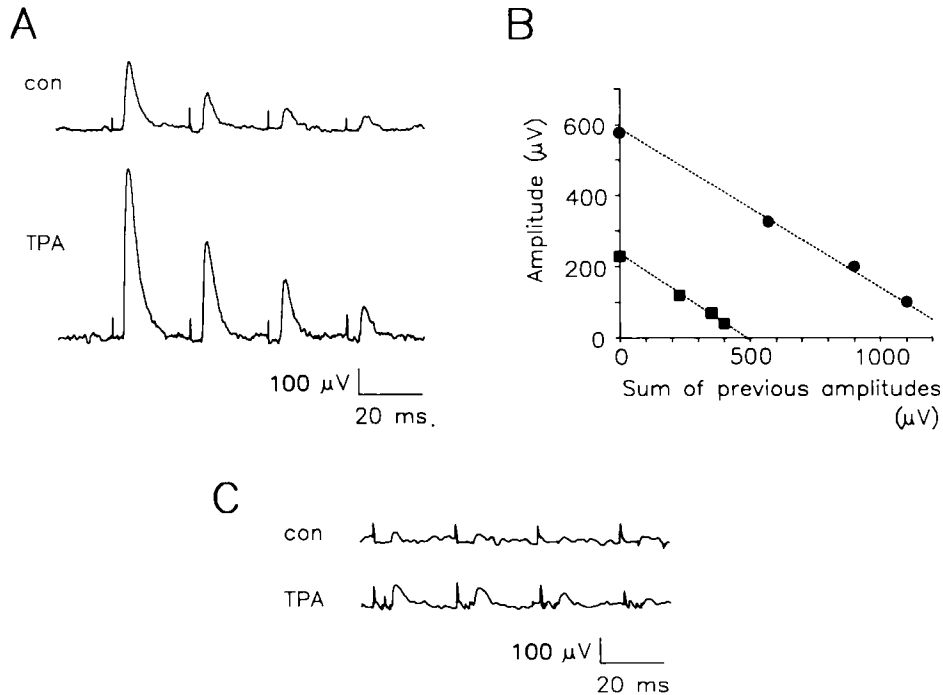 A
con
TPA
100 μV
20 ms.
B
Amplitude (μV)
600
400
200
0
0
500
1000
Sum of previous amplitudes
(μV)
C
con
TPA
100 μV
20 ms